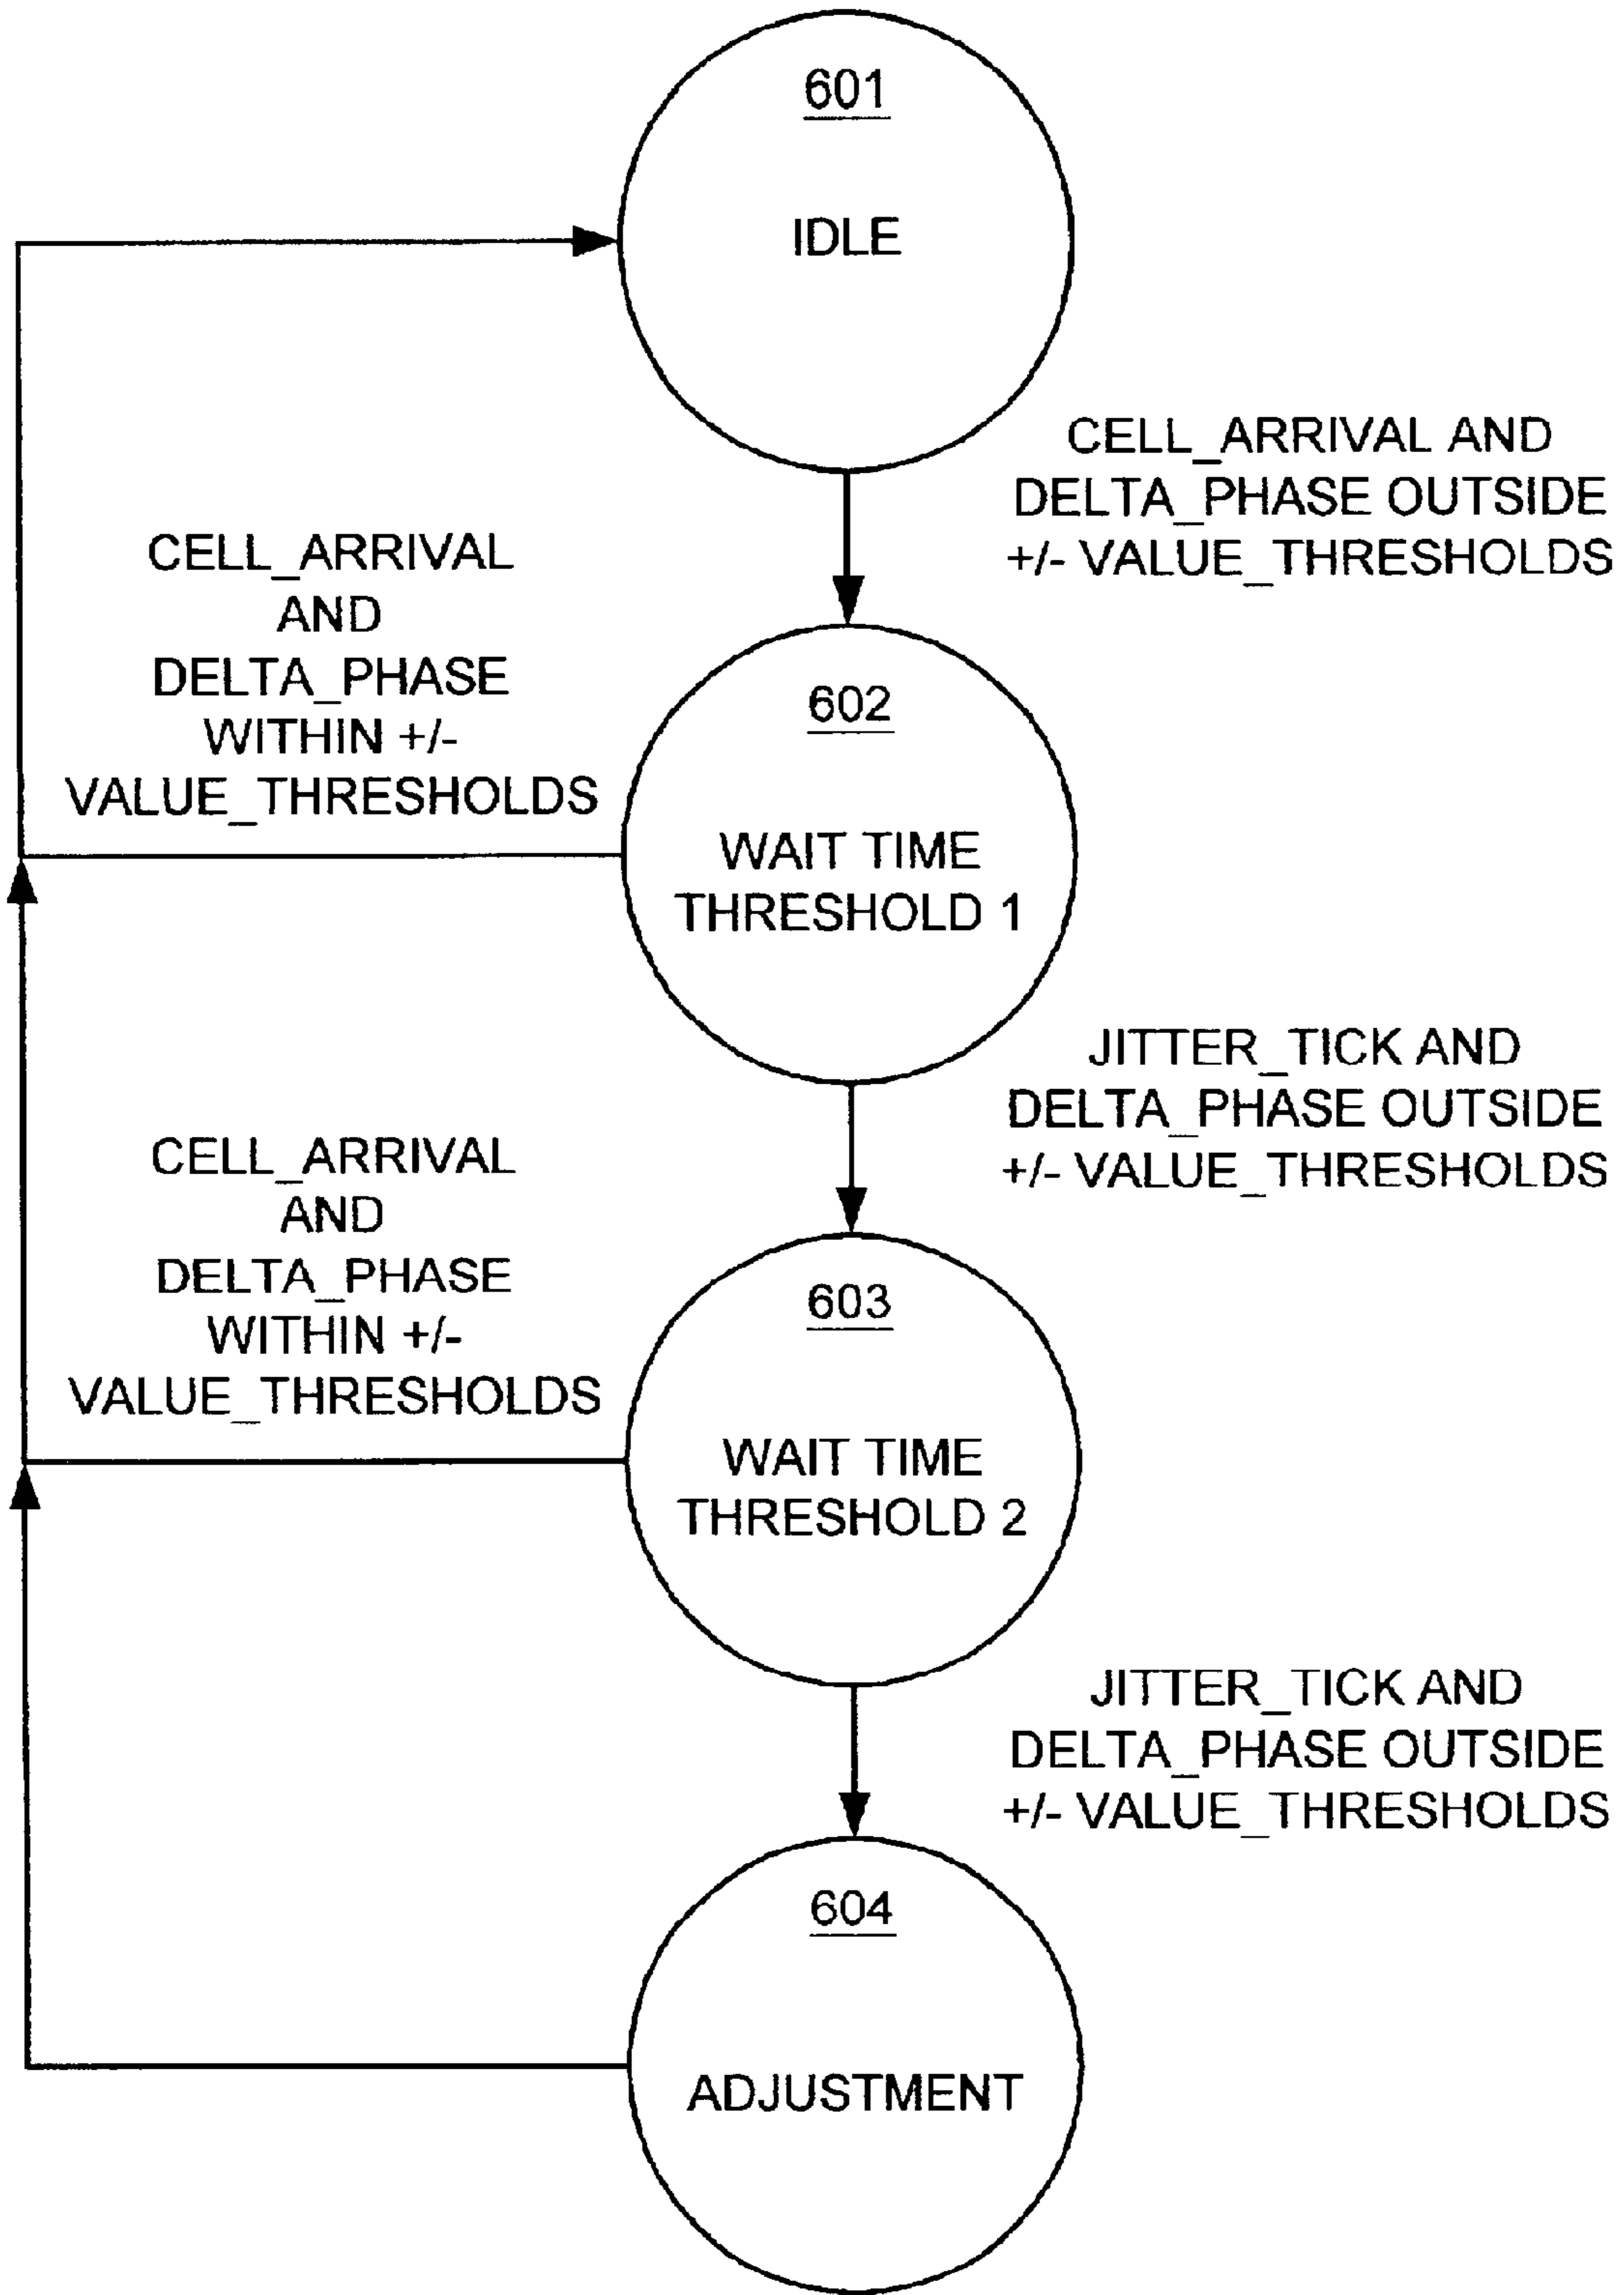 601
IDLE
CELL_ARRIVAL AND
DELTA_PHASE OUTSIDE
+/- VALUE_THRESHOLDS
CELL_ARRIVAL
AND
DELTA_PHASE
WITHIN +/-
VALUE_THRESHOLDS
602
WAIT TIME
THRESHOLD 1
JITTER_TICK AND
DELTA_PHASE OUTSIDE
+/- VALUE_THRESHOLDS
CELL_ARRIVAL
AND
DELTA_PHASE
WITHIN +/-
VALUE_THRESHOLDS
603
WAIT TIME
THRESHOLD 2
JITTER_TICK AND
DELTA_PHASE OUTSIDE
+/- VALUE_THRESHOLDS
604
ADJUSTMENT